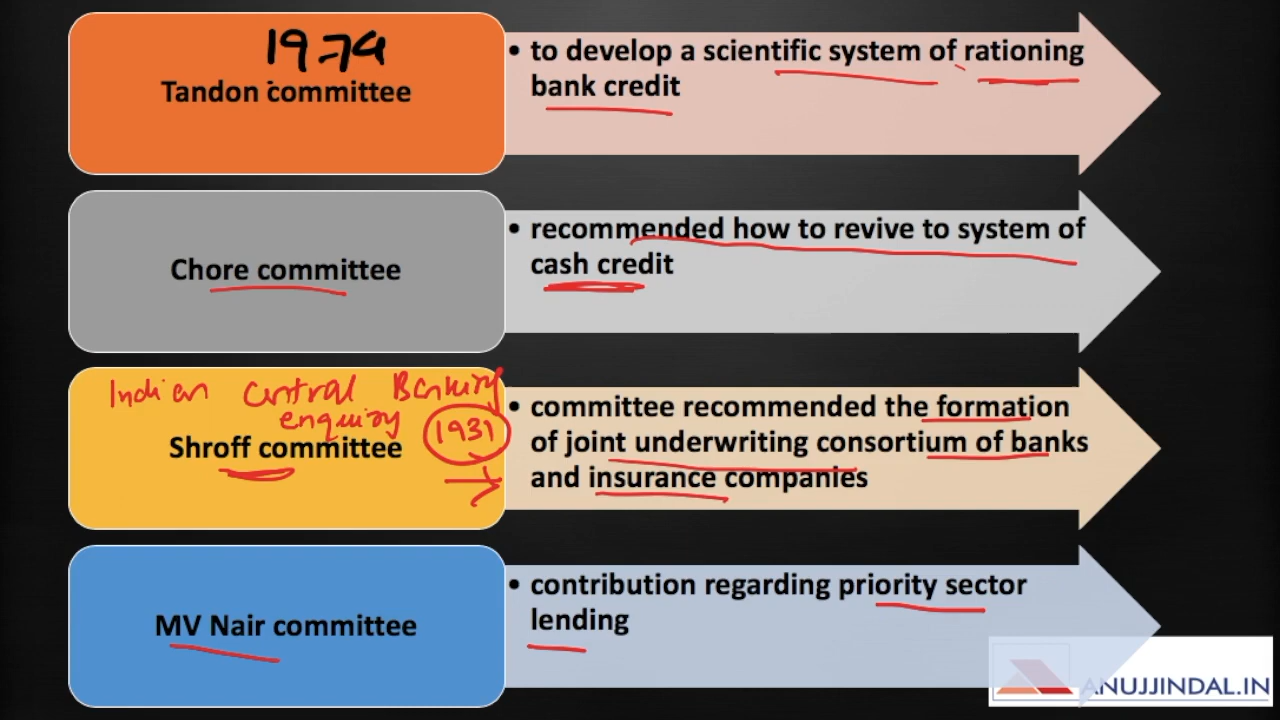 1974
Tandon committee
• to develop a scientific system of rationing
bank credit
Chore committee
• recommended how to revive to system of
cash credit
Indian Central Banking
enquiry 1931
Shroff committee
• committee recommended the formation
of joint underwriting consortium of banks
and insurance companies
MV Nair committee
• contribution regarding priority sector
lending
ANUJJINDAL.IN